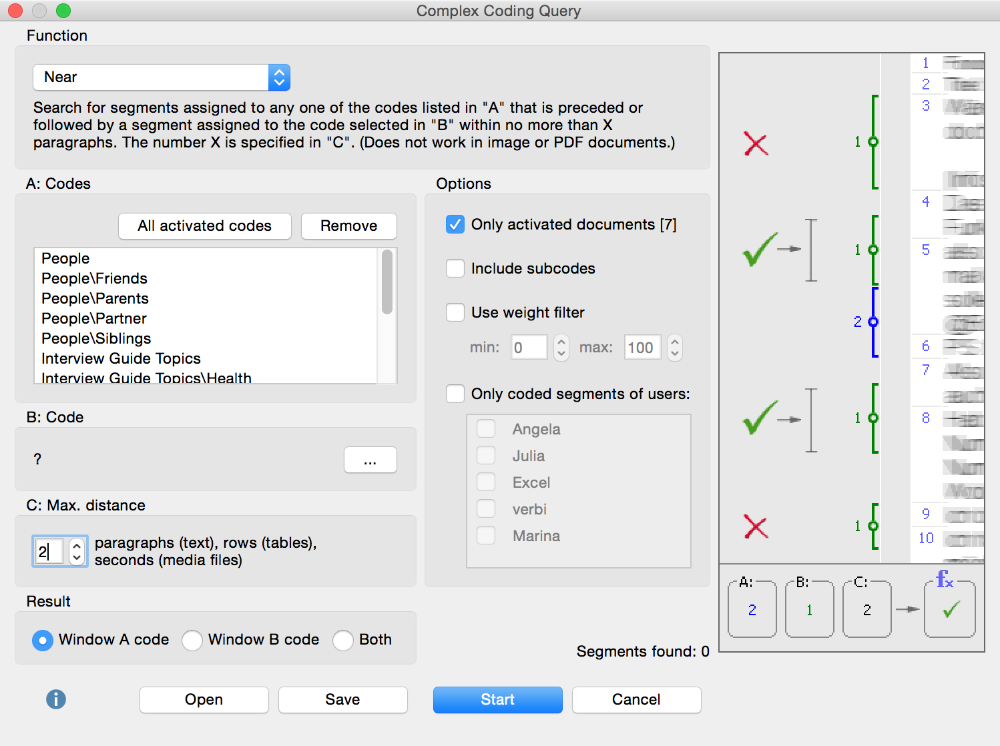 Complex Coding Query
Function
Near
Search for segments assigned to any one of the codes listed in "A" that is preceded or
followed by a segment assigned to the code selected in "B" within no more than X
paragraphs. The number X is specified in "C". (Does not work in image or PDF documents.)
A: Codes
All activated codes
Remove
People
People\Friends
People\Parents
People\Partner
People\Siblings
Interview Guide Topics
Interview Guide Topics\Health
B: Code
?
...
C: Max. distance
2
paragraphs (text), rows (tables),
seconds (media files)
Result
Window A code
Window B code
Both
Options
Only activated documents [7]
Include subcodes
Use weight filter
min: 0 max: 100
Only coded segments of users:
Angela
Julia
Excel
verbi
Marina
Segments found: 0
Open
Save
Start
Cancel
1
2
3
1
4
1
5
2
6
7
1
8
9
1
10
A: B: C: fx
2 1 2